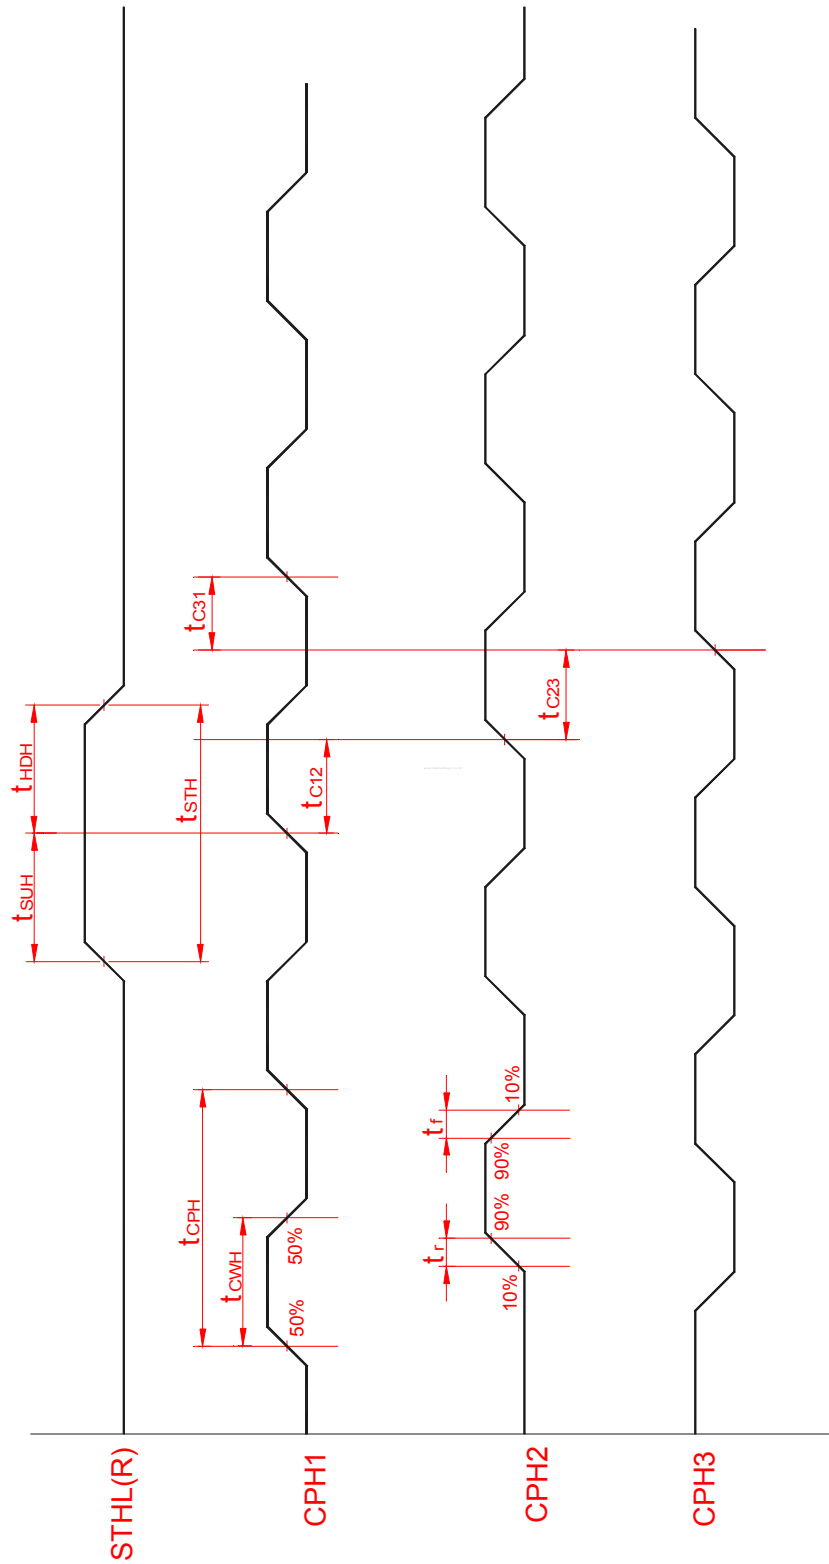 STHL(R)
tSUH
tHDH
tSTH
CPH1
tCPH
tCWH
50%
50%
tC12
tC31
CPH2
tr
tf
10%
90%
90%
10%
tC23
CPH3